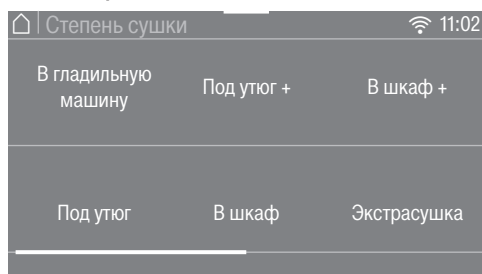 Степень сушки 11:02
В гладильную
машину
Под утюг +
В шкаф +
Под утюг
В шкаф
Экстрасушка